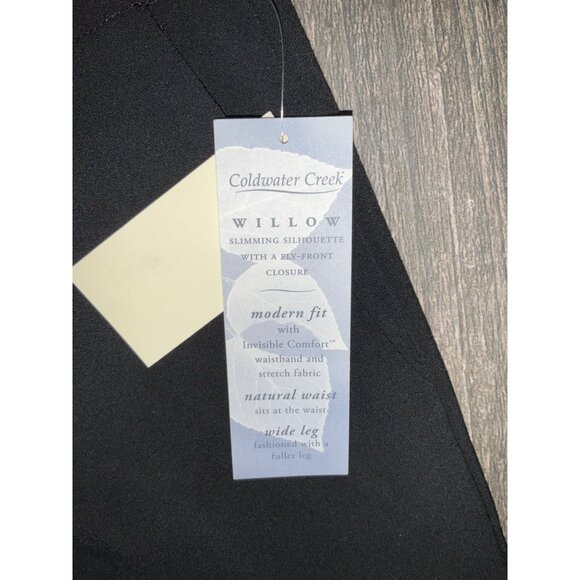 Coldwater Creek
WILLOW
SLIMMING SILHOUETTE
WITH A FLY-FRONT
CLOSURE
modern fit
with
Invisible Comfort™
waistband and
stretch fabric
natural waist
sits at the waist
wide leg
fashioned with a
fuller leg